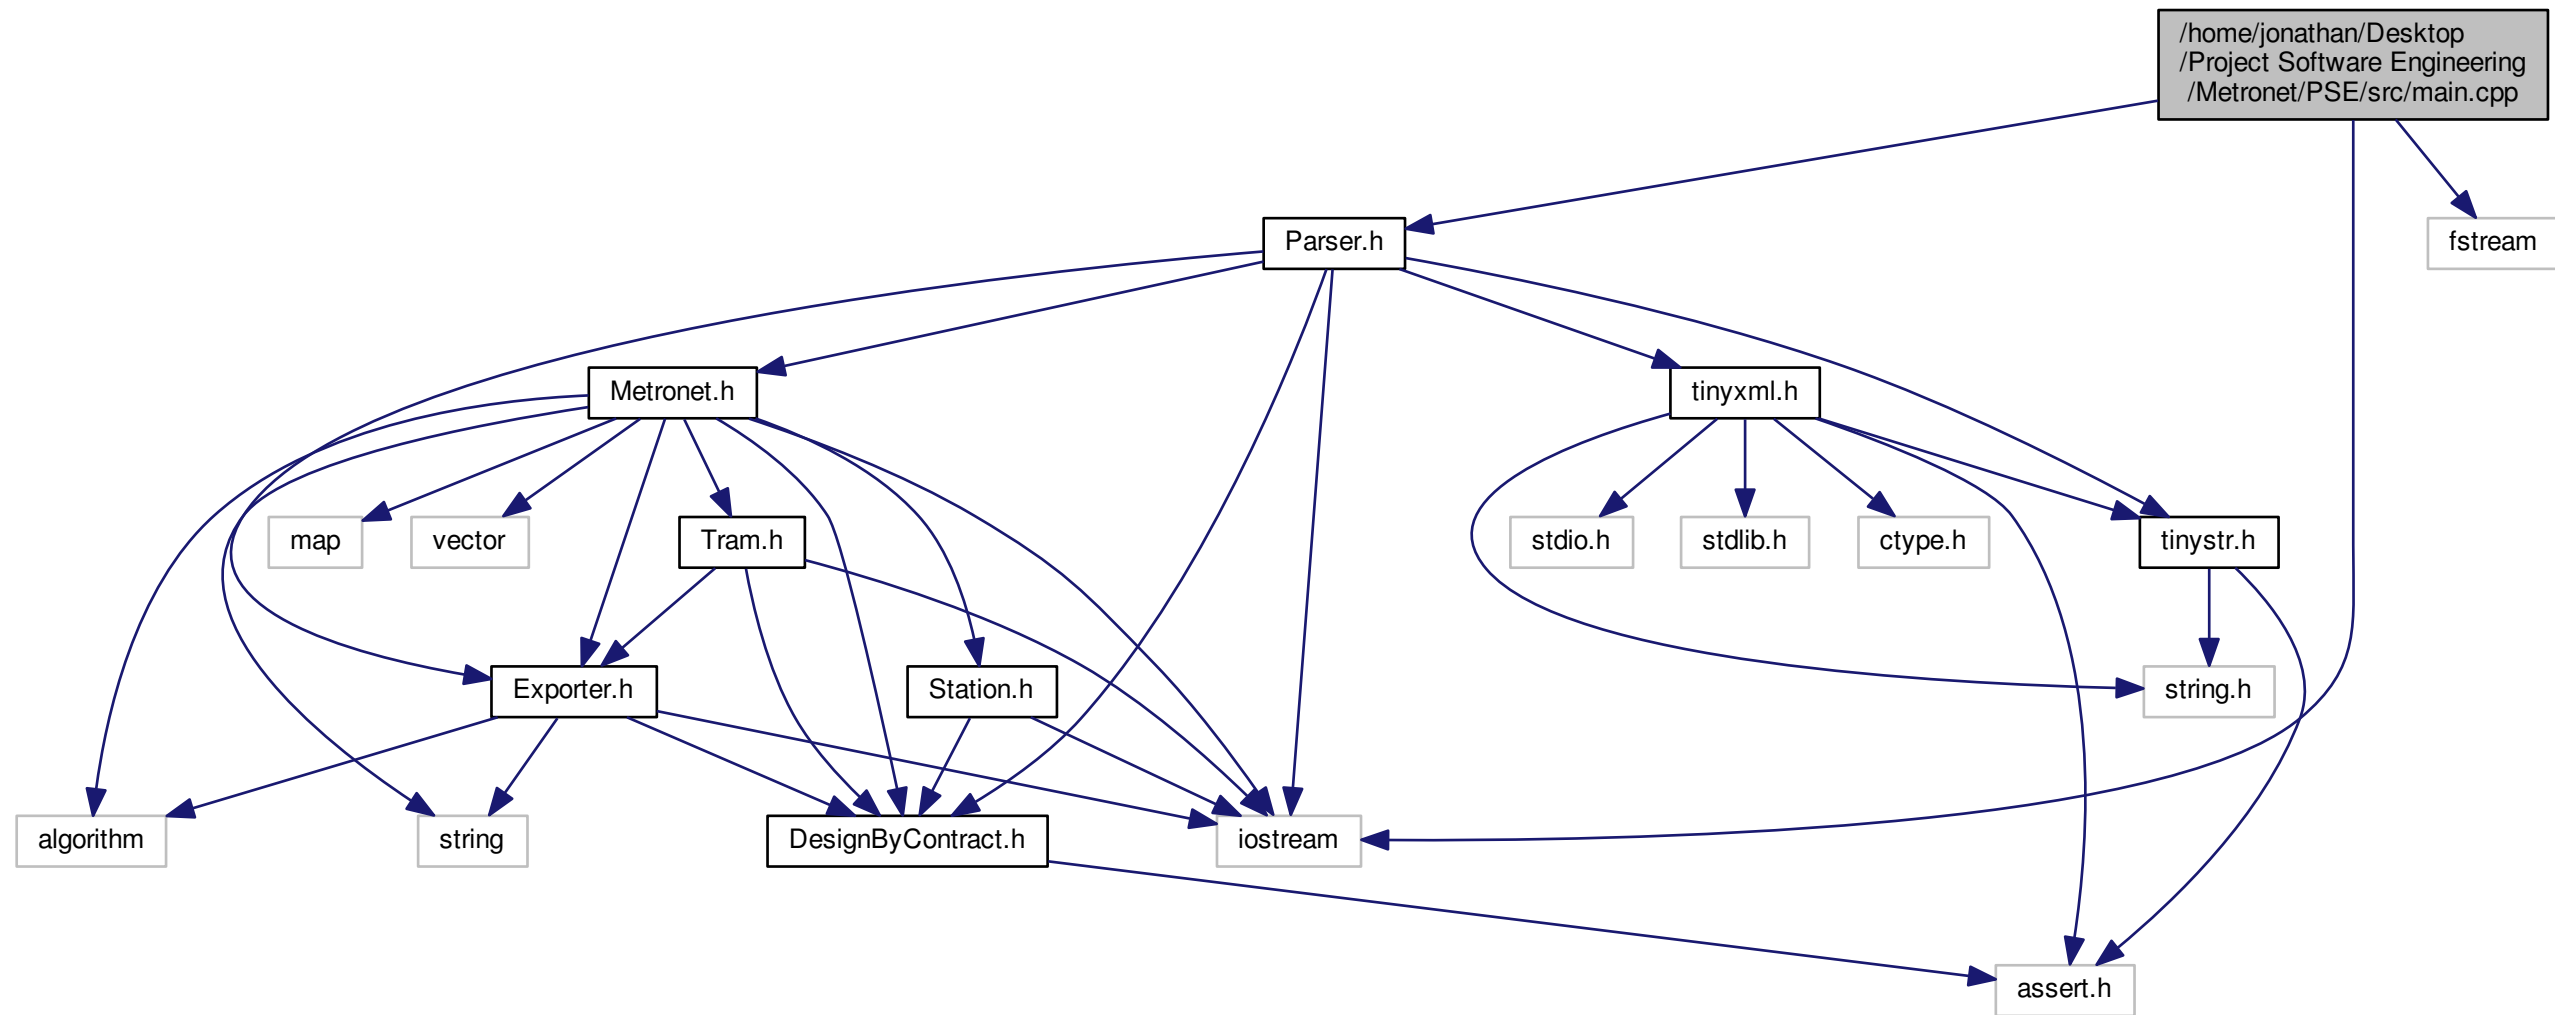 /home/jonathan/Desktop
/Project Software Engineering
/Metronet/PSE/src/main.cpp
Parser.h
fstream
Metronet.h
tinyxml.h
map
vector
Tram.h
stdio.h
stdlib.h
ctype.h
tinystr.h
Exporter.h
Station.h
string.h
algorithm
string
DesignByContract.h
iostream
assert.h